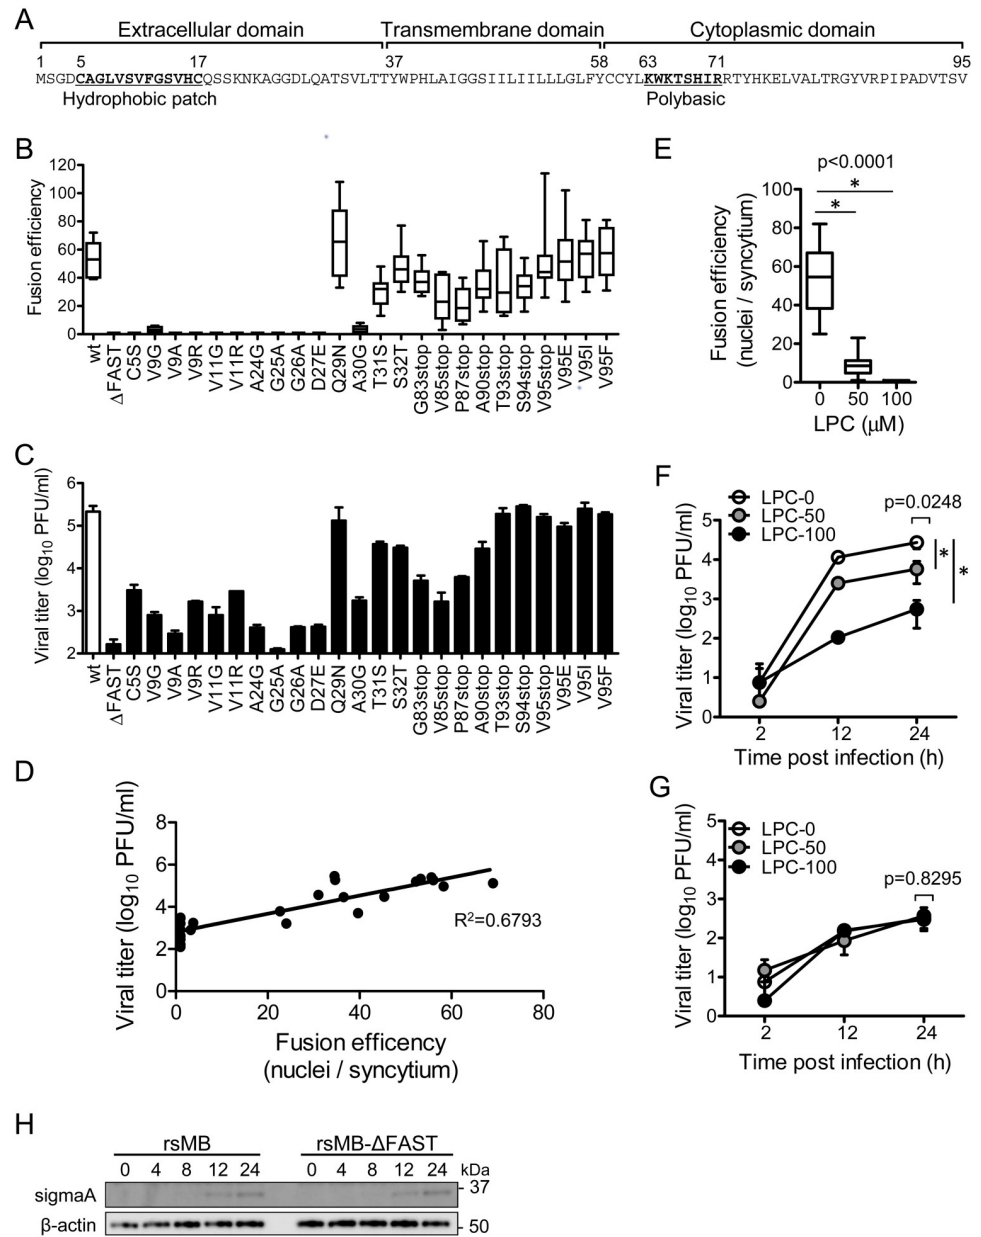 A
Extracellular domain Transmembrane domain Cytoplasmic domain
1 5 17 37 58 63 71 95
MSGDCAGLVSVFGSVHCQSSKNKAGGDLQATSVLTTYWPHLAIGGSIILIILLLGLFYCCYLKWKTSHIRRTYHKELVALTRGYVRPIPADVTSV
Hydrophobic patch Polybasic
B
Fusion efficiency
120
100
80
60
40
20
0
wt ΔFAST C5S V9G V9A V9R V11G V11R A24G G25A G26A D27E Q29N A30G T31S S32T G83stop V85stop P87stop A90stop T93stop S94stop V95stop V95E V95I V95F
E
p<0.0001
* *
Fusion efficiency
(nuclei / syncytium)
100
80
60
40
20
0
0 50 100
LPC (µM)
C
Viral titer (log10 PFU/ml)
6
5
4
3
2
wt ΔFAST C5S V9G V9A V9R V11G V11R A24G G25A G26A D27E Q29N A30G T31S S32T G83stop V85stop P87stop A90stop T93stop S94stop V95stop V95E V95I V95F
F
LPC-0
LPC-50
LPC-100
p=0.0248
* *
Viral titer (log10 PFU/ml)
5
4
3
2
1
0
2 12 24
Time post infection (h)
D
Viral titer (log10 PFU/ml)
8
6
4
2
0
R2=0.6793
0 20 40 60 80
Fusion efficency
(nuclei / syncytium)
G
LPC-0
LPC-50
LPC-100
p=0.8295
Viral titer (log10 PFU/ml)
5
4
3
2
1
0
2 12 24
Time post infection (h)
H
rsMB rsMB-ΔFAST
0 4 8 12 24 0 4 8 12 24 kDa
sigmaA 37
β-actin 50